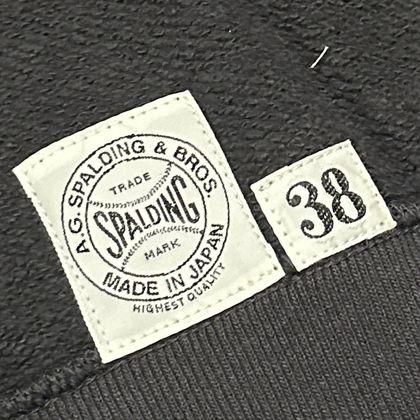 A.G. SPALDING & BROS.
TRADE
SPALDING
MARK
MADE IN JAPAN
HIGHEST QUALITY
38